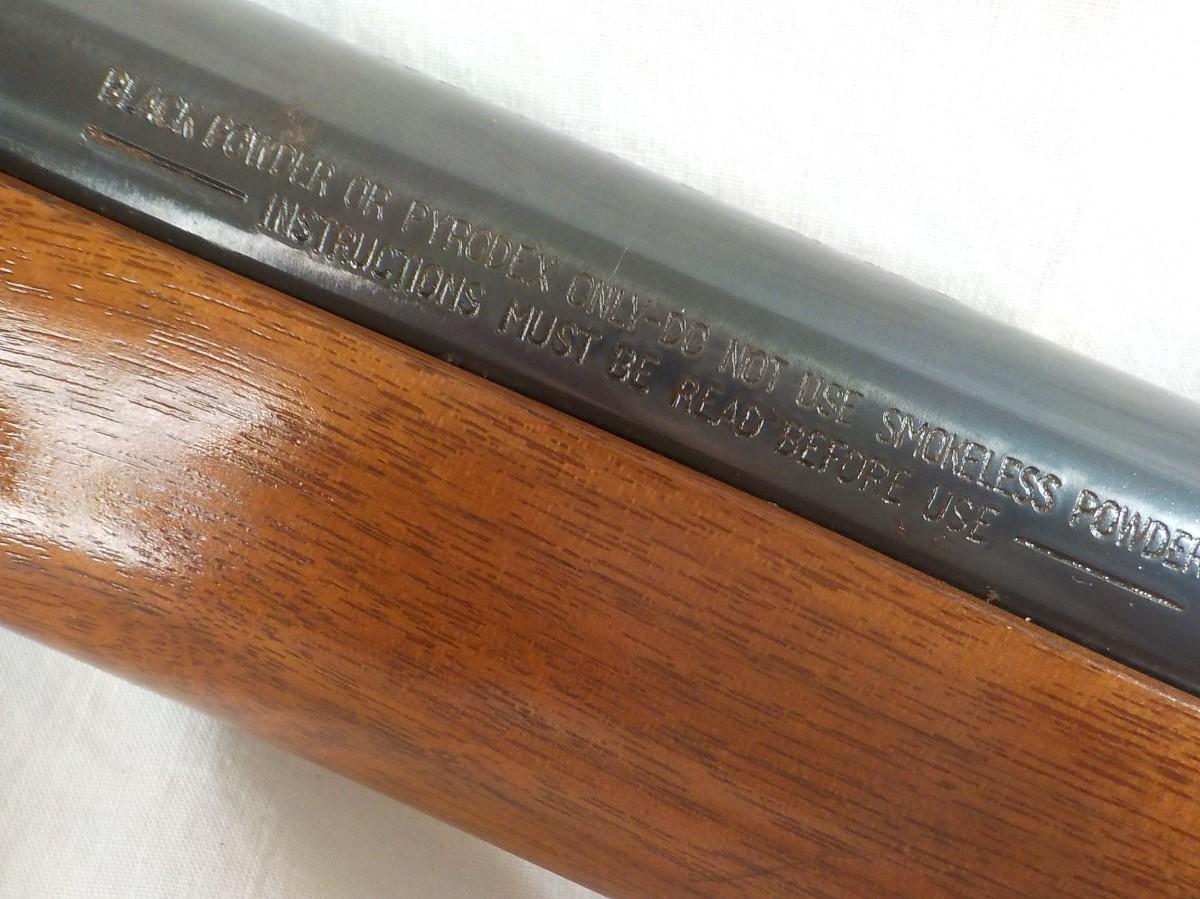 BLACK POWDER OR PYRODEX ONLY-DO NOT USE SMOKELESS POWDER
INSTRUCTIONS MUST BE READ BEFORE USE